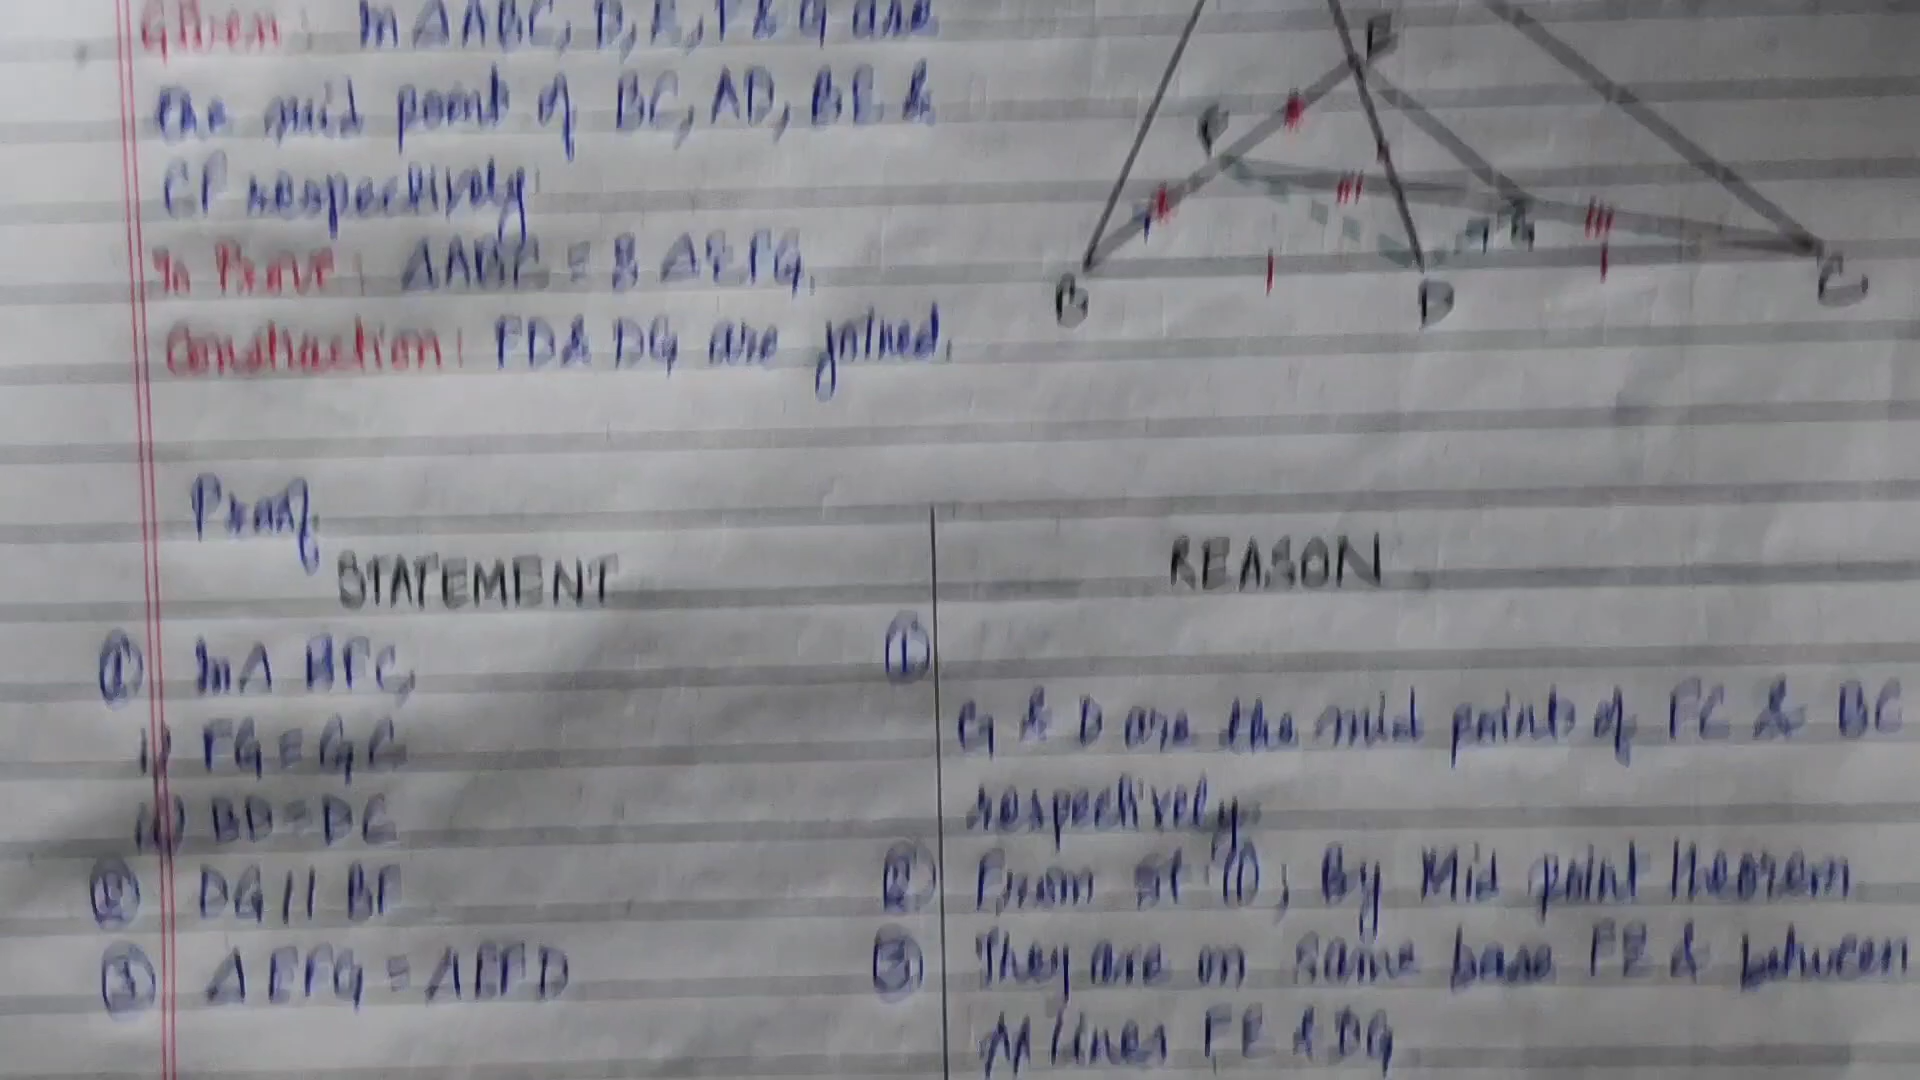 Given: In ΔABC, D, E, F & G are
the mid point of BC, AD, BE &
CF respectively.
To Prove: ΔABC = 8 ΔEFG.
Construction: FD & DG are joined.
E
F
G
B
D
C
Proof
STATEMENT
REASON
① In Δ BFC,
①
i) FG = GC
G & D are the mid points of FC & BC
respectively.
ii) BD = DC
② DG // BF
② From st (1), By Mid point theorem
③ ΔEFG = ΔEFD
③ They are on same base FE & between
// lines FE & DG